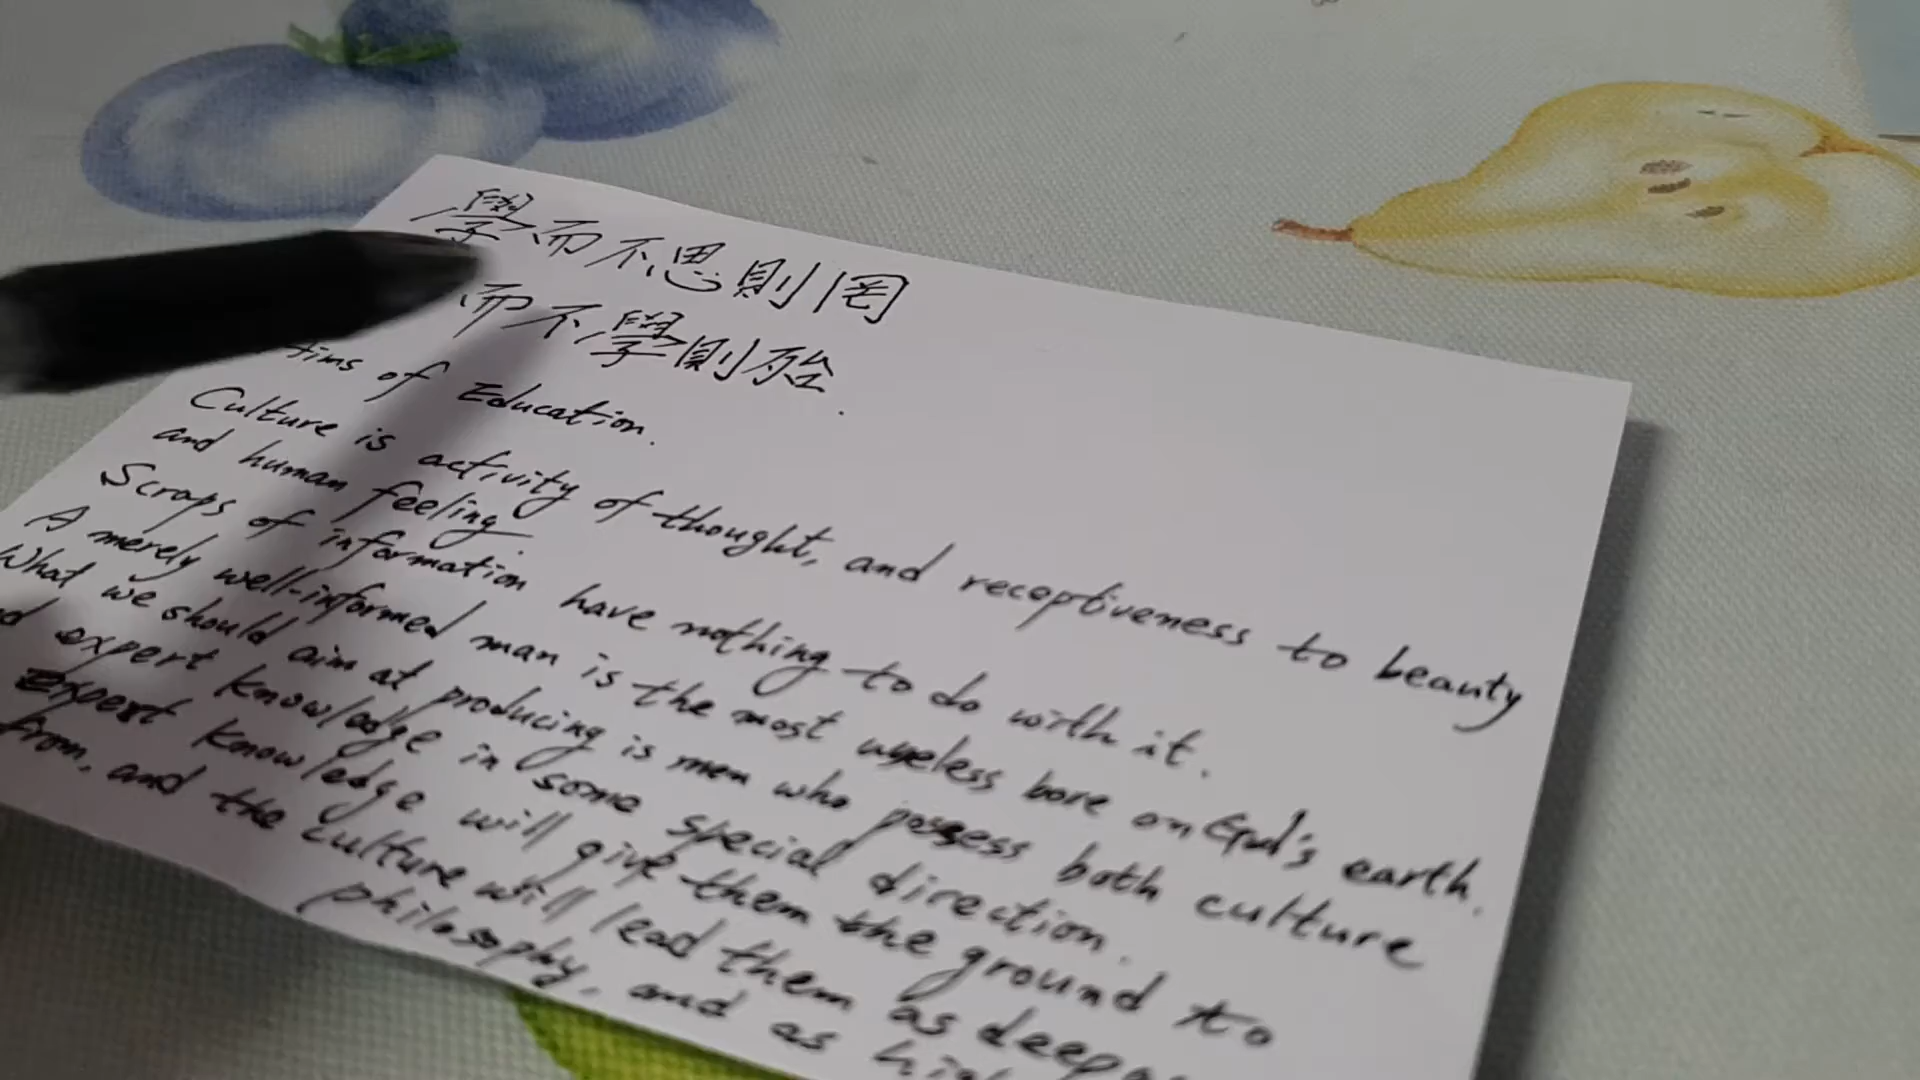 學而不思則罔
而不學則殆.
Aims of Education.
Culture is activity of thought, and receptiveness to beauty
and human feeling.
Scraps of information have nothing to do with it.
A merely well-informed man is the most useless bore on God's earth.
What we should aim at producing is men who possess both culture
expert knowledge in some special direction.
Expert knowledge will give them the ground to
from, and the culture will lead them as deep as
philosophy, and as